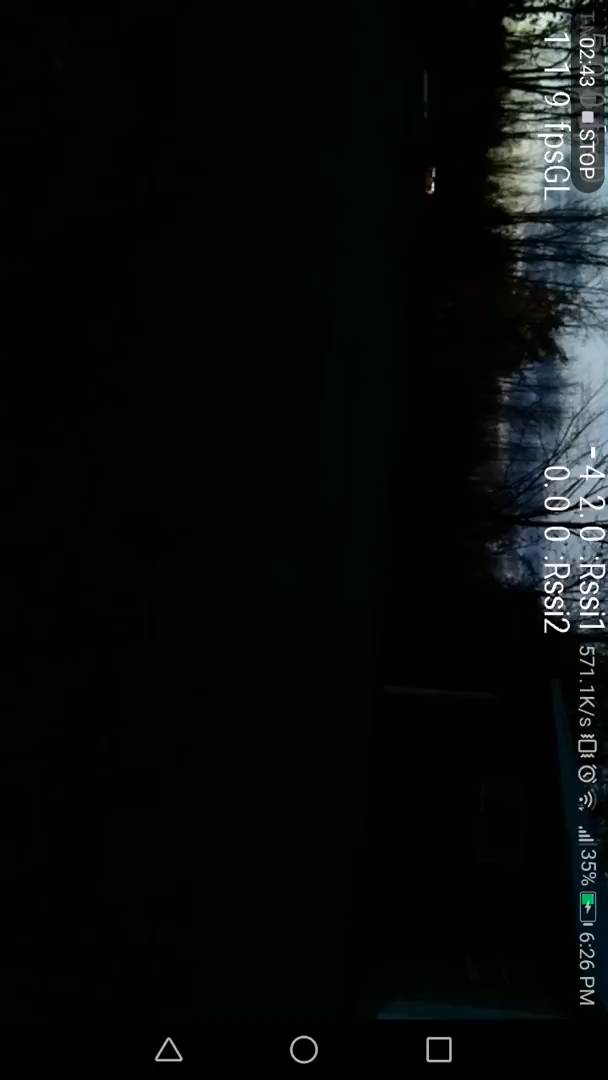 02:43 STOP
571.1K/s 35% 6:26 PM
11.9 fpsGL
-42.0 :Rssi1
0.00 :Rssi2